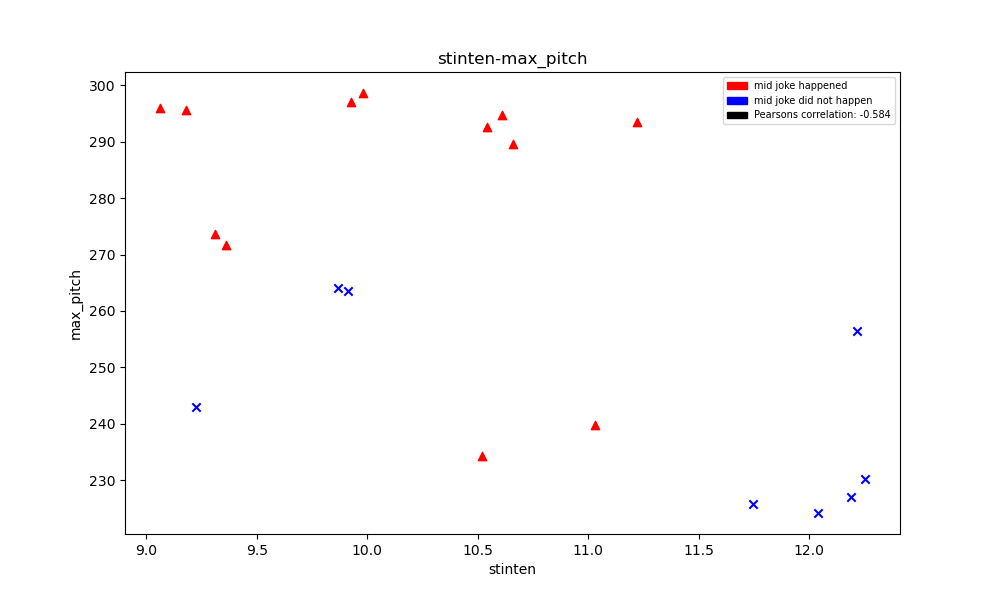 stinten-max_pitch
mid joke happened
mid joke did not happen
Pearsons correlation: -0.584
max_pitch
300
290
280
270
260
250
240
230
9.0 9.5 10.0 10.5 11.0 11.5 12.0
stinten